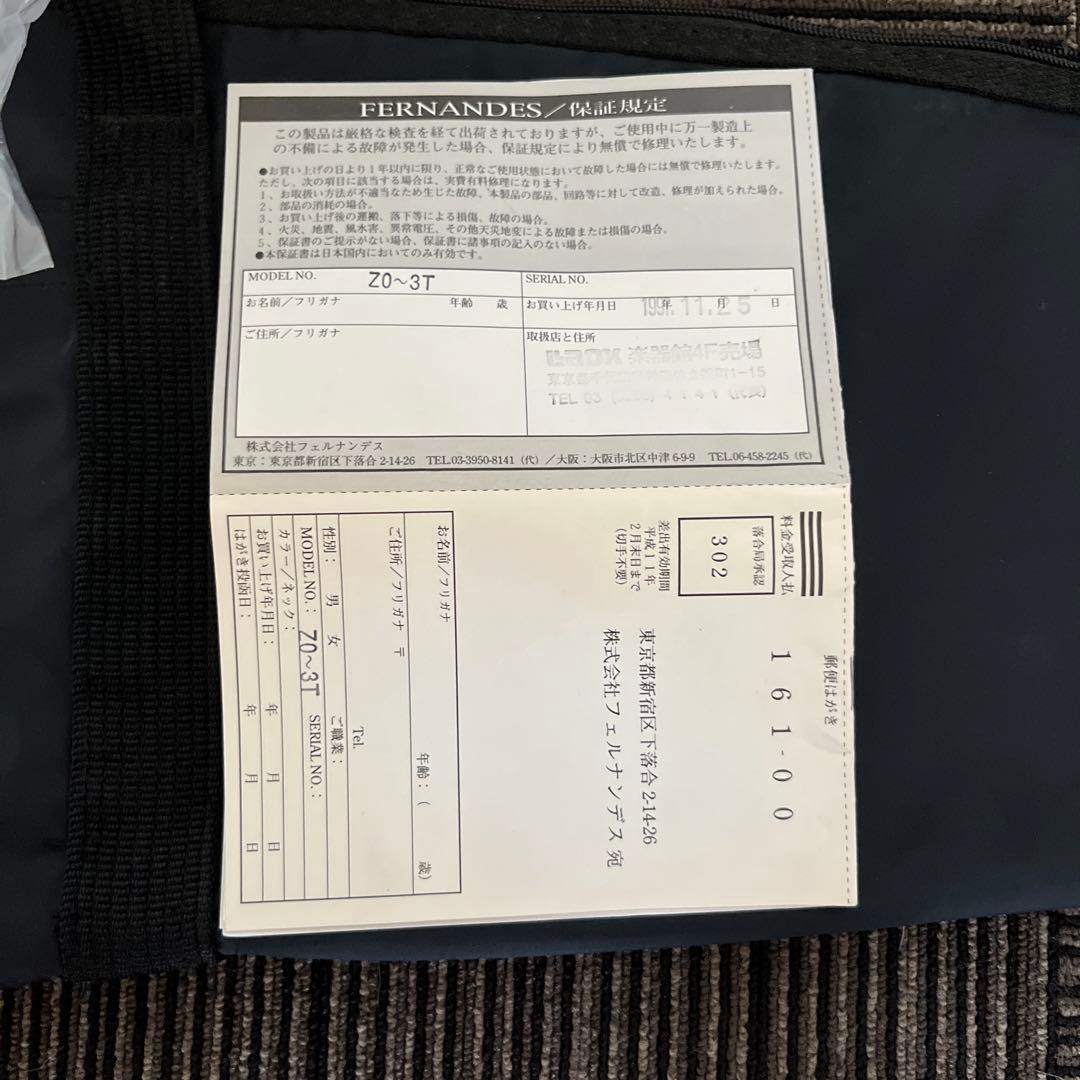 FERNANDES／保証規定
この製品は厳格な検査を経て出荷されておりますが、ご使用中に万一製造上
の不備による故障が発生した場合、保証規定により無償で修理いたします。
●お買い上げの日より1年以内に限り、正常なご使用状態において故障した場合には無償で修理いたします。
ただし、次の項目に該当する場合は、実費有料修理になります。
1、お取扱い方法が不適当なため生じた故障、本製品の部品、回路等に対して改造、修理が加えられた場合。
2、部品の消耗の場合。
3、お買い上げ後の運搬、落下等による損傷、故障の場合。
4、火災、地震、風水害、異常電圧、その他天災地変による故障または損傷の場合。
5、保証書のご提示がない場合、保証書に諸事項の記入のない場合。
●本保証書は日本国内においてのみ有効です。
MODEL NO. ZO～3T SERIAL NO.
お名前／フリガナ 年齢 歳 お買い上げ年月日 年 11.月25 日
ご住所／フリガナ
取扱店と住所
LaOX 楽器館4F売場
1-15
TEL 03 4141 (代表)
株式会社フェルナンデス
東京：東京都新宿区下落合2-14-26 TEL.03-3950-8141（代）／大阪：大阪市北区中津6-9-9 TEL.06-458-2245（代）
郵便はがき
161-00
料金受取人払
落合局承認
302
差出有効期間
平成11年
2月末日まで
（切手不要）
東京都新宿区下落合2-14-26
株式会社フェルナンデス 宛
お名前／フリガナ 年齢：（ 歳）
ご住所／フリガナ 〒
Tel.
性別： 男 女 ご職業：
MODEL NO.： ZO～3T SERIAL NO.：
カラー／ネック：
お買い上げ年月日： 年 月 日
はがき投函日： 年 月 日